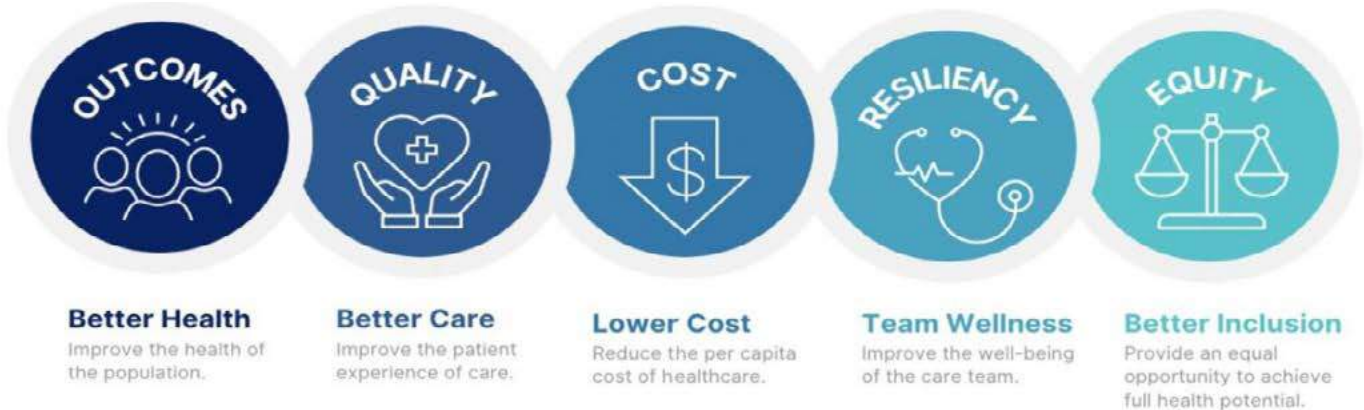 OUTCOMES
QUALITY
COST
$
RESILIENCY
EQUITY
Better Health
Improve the health of
the population.
Better Care
Improve the patient
experience of care.
Lower Cost
Reduce the per capita
cost of healthcare.
Team Wellness
Improve the well-being
of the care team.
Better Inclusion
Provide an equal
opportunity to achieve
full health potential.